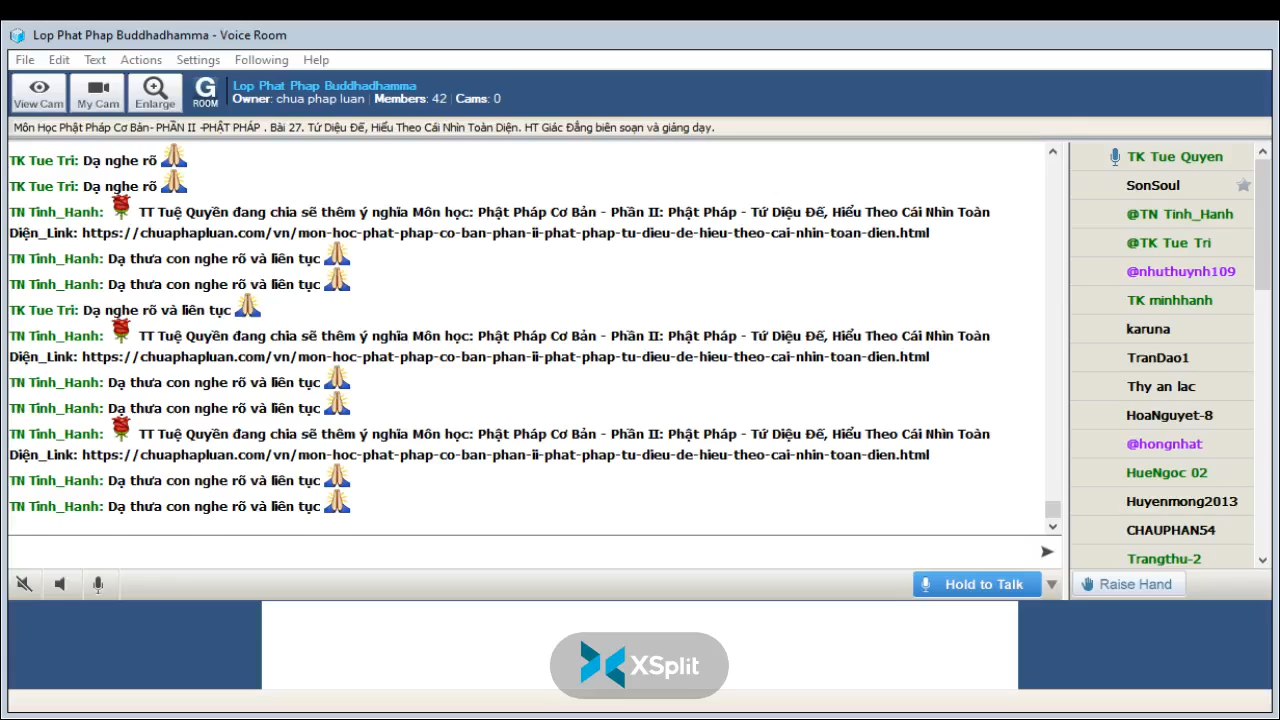 Lop Phat Phap Buddhadhamma - Voice Room
File Edit Text Actions Settings Following Help
View Cam My Cam Enlarge G ROOM
Lop Phat Phap Buddhadhamma
Owner: chua phap luan | Members: 42 | Cams: 0
Môn Học Phật Pháp Cơ Bản- PHẦN II -PHẬT PHÁP . Bài 27. Tứ Diệu Đế, Hiểu Theo Cái Nhìn Toàn Diện. HT Giác Đẳng biên soạn và giảng dạy.
TK Tue Tri: Dạ nghe rõ
TK Tue Tri: Dạ nghe rõ
TN Tinh_Hanh: TT Tuệ Quyền đang chia sẽ thêm ý nghĩa Môn học: Phật Pháp Cơ Bản - Phần II: Phật Pháp - Tứ Diệu Đế, Hiểu Theo Cái Nhìn Toàn
Diện_Link: https://chuaphapluan.com/vn/mon-hoc-phat-phap-co-ban-phan-ii-phat-phap-tu-dieu-de-hieu-theo-cai-nhin-toan-dien.html
TN Tinh_Hanh: Dạ thưa con nghe rõ và liên tục
TN Tinh_Hanh: Dạ thưa con nghe rõ và liên tục
TK Tue Tri: Dạ nghe rõ và liên tục
TN Tinh_Hanh: TT Tuệ Quyền đang chia sẽ thêm ý nghĩa Môn học: Phật Pháp Cơ Bản - Phần II: Phật Pháp - Tứ Diệu Đế, Hiểu Theo Cái Nhìn Toàn
Diện_Link: https://chuaphapluan.com/vn/mon-hoc-phat-phap-co-ban-phan-ii-phat-phap-tu-dieu-de-hieu-theo-cai-nhin-toan-dien.html
TN Tinh_Hanh: Dạ thưa con nghe rõ và liên tục
TN Tinh_Hanh: Dạ thưa con nghe rõ và liên tục
TN Tinh_Hanh: TT Tuệ Quyền đang chia sẽ thêm ý nghĩa Môn học: Phật Pháp Cơ Bản - Phần II: Phật Pháp - Tứ Diệu Đế, Hiểu Theo Cái Nhìn Toàn
Diện_Link: https://chuaphapluan.com/vn/mon-hoc-phat-phap-co-ban-phan-ii-phat-phap-tu-dieu-de-hieu-theo-cai-nhin-toan-dien.html
TN Tinh_Hanh: Dạ thưa con nghe rõ và liên tục
TN Tinh_Hanh: Dạ thưa con nghe rõ và liên tục
TK Tue Quyen
SonSoul
@TN Tinh_Hanh
@TK Tue Tri
@nhuthuynh109
TK minhhanh
karuna
TranDao1
Thy an lac
HoaNguyet-8
@hongnhat
HueNgoc 02
Huyenmong2013
CHAUPHAN54
Trangthu-2
Hold to Talk
Raise Hand
XSplit